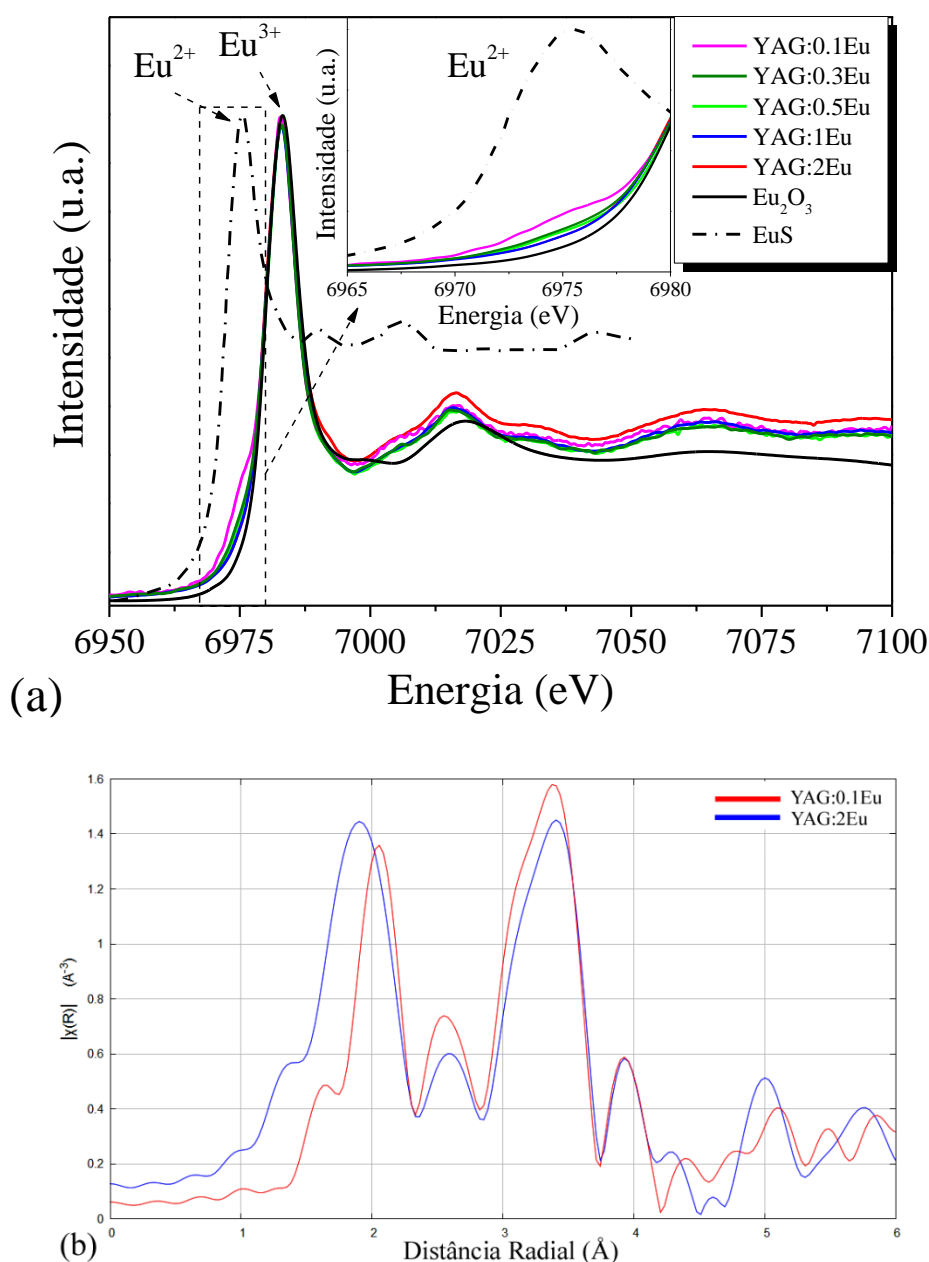 Eu2+
Eu3+
Intensidade (u.a.)
6950 6975 7000 7025 7050 7075 7100
Energia (eV)
Eu2+
Intensidade (u.a.)
6965 6970 6975 6980
Energia (eV)
YAG:0.1Eu
YAG:0.3Eu
YAG:0.5Eu
YAG:1Eu
YAG:2Eu
Eu2O3
EuS
(a)
1.6
1.4
1.2
1
0.8
0.6
0.4
0.2
0
|χ(R)| (A-3)
YAG:0.1Eu
YAG:2Eu
0 1 2 3 4 5 6
Distância Radial (Å)
(b)